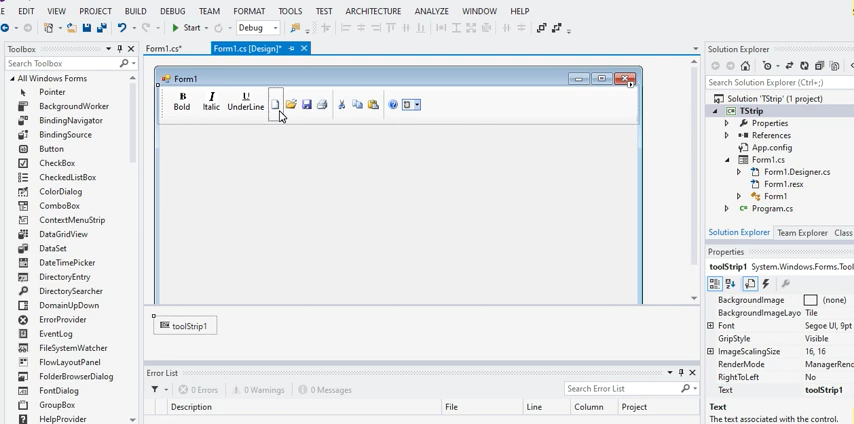 EDIT VIEW PROJECT BUILD DEBUG TEAM FORMAT TOOLS TEST ARCHITECTURE ANALYZE WINDOW HELP
Start Debug
Toolbox
Search Toolbox
All Windows Forms
Pointer
BackgroundWorker
BindingNavigator
BindingSource
Button
CheckBox
CheckedListBox
ColorDialog
ComboBox
ContextMenuStrip
DataGridView
DataSet
DateTimePicker
DirectoryEntry
DirectorySearcher
DomainUpDown
ErrorProvider
EventLog
FileSystemWatcher
FlowLayoutPanel
FolderBrowserDialog
FontDialog
GroupBox
HelpProvider
Form1.cs*
Form1.cs [Design]*
Form1
B I U
Bold Italic UnderLine
toolStrip1
Error List
0 Errors 0 Warnings 0 Messages
Search Error List
Description File Line Column Project
Solution Explorer
Search Solution Explorer (Ctrl+;)
Solution 'TStrip' (1 project)
TStrip
Properties
References
App.config
Form1.cs
Form1.Designer.cs
Form1.resx
Form1
Program.cs
Solution Explorer Team Explorer Class
Properties
toolStrip1 System.Windows.Forms.Tool
BackgroundImage (none)
BackgroundImageLayo Tile
Font Segoe UI, 9pt
GripStyle Visible
ImageScalingSize 16, 16
RenderMode ManagerRende
RightToLeft No
Text toolStrip1
Text
The text associated with the control.